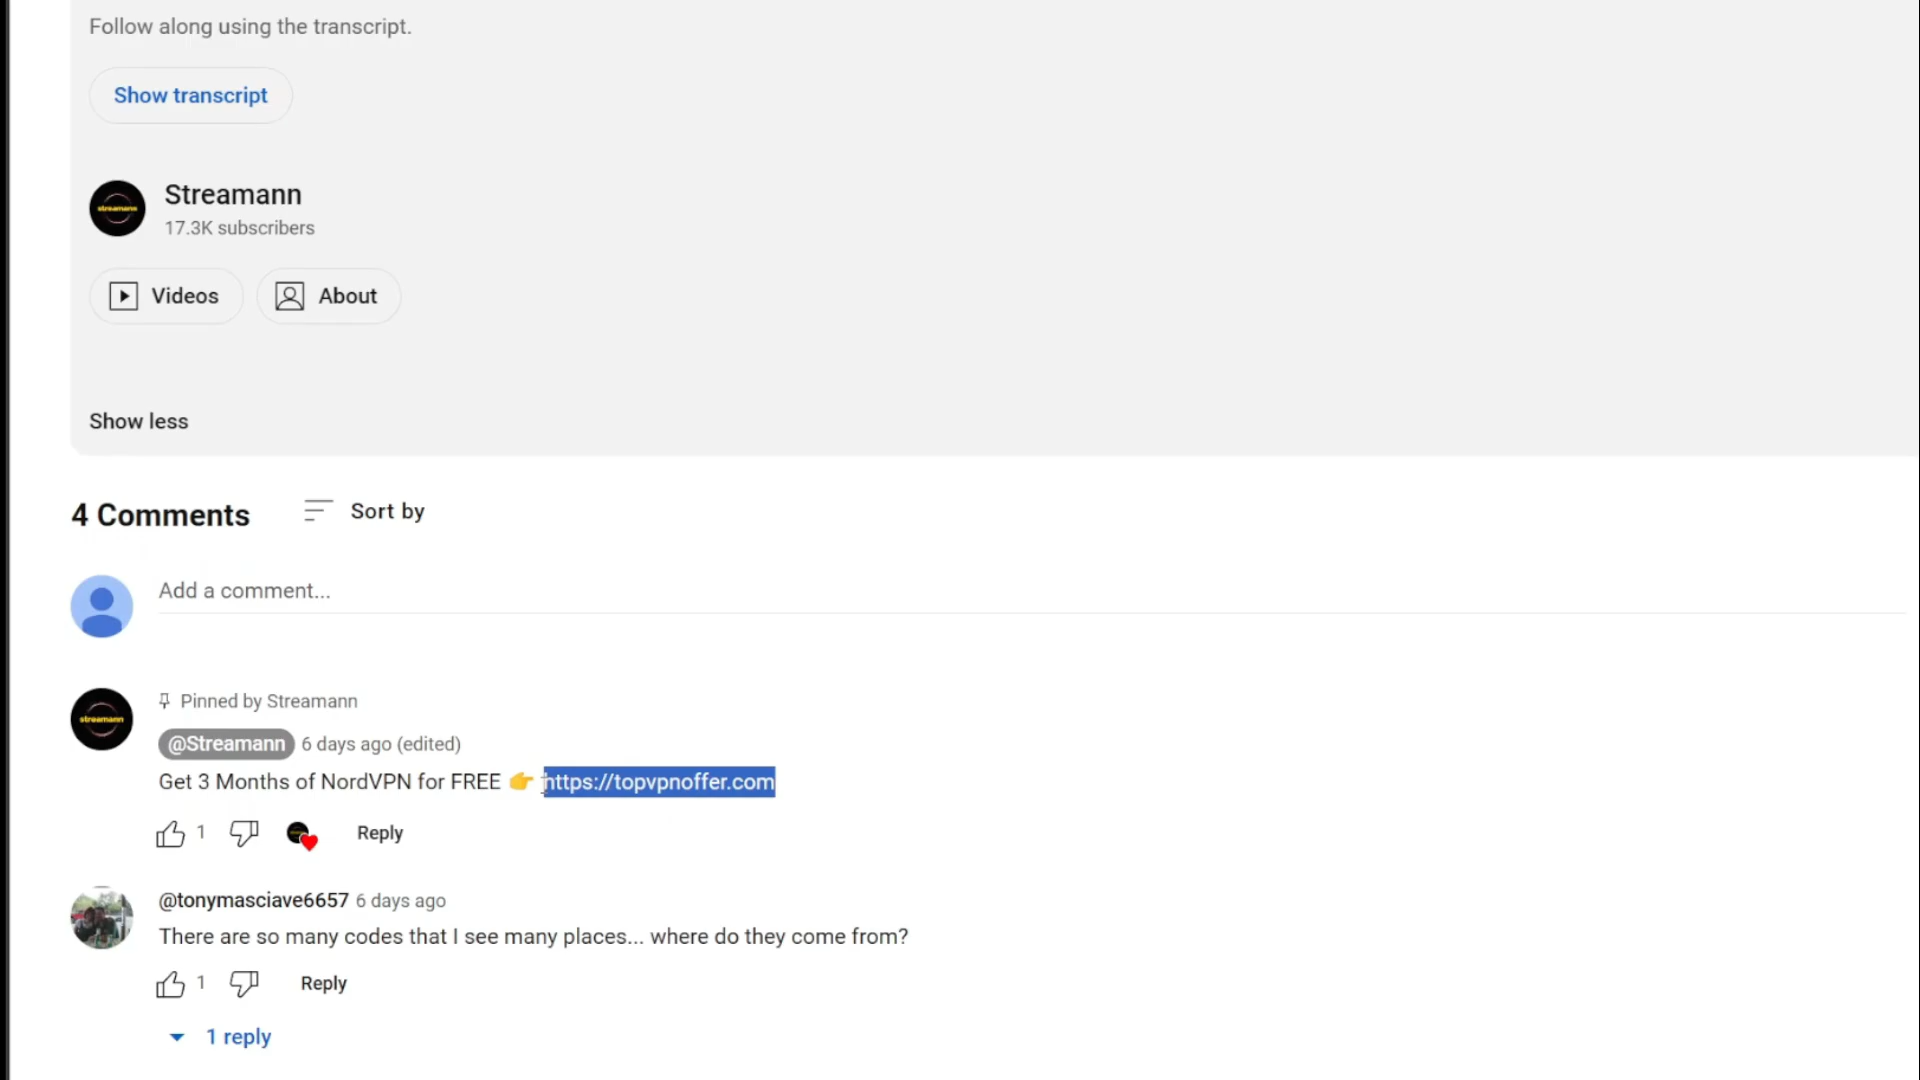 Follow along using the transcript.
Show transcript
streamann
Streamann
17.3K subscribers
Videos
About
Show less
4 Comments
Sort by
Add a comment...
Pinned by Streamann
streamann
@Streamann 6 days ago (edited)
Get 3 Months of NordVPN for FREE 👉 https://topvpnoffer.com
1
Reply
@tonymasciave6657 6 days ago
There are so many codes that I see many places... where do they come from?
1
Reply
1 reply